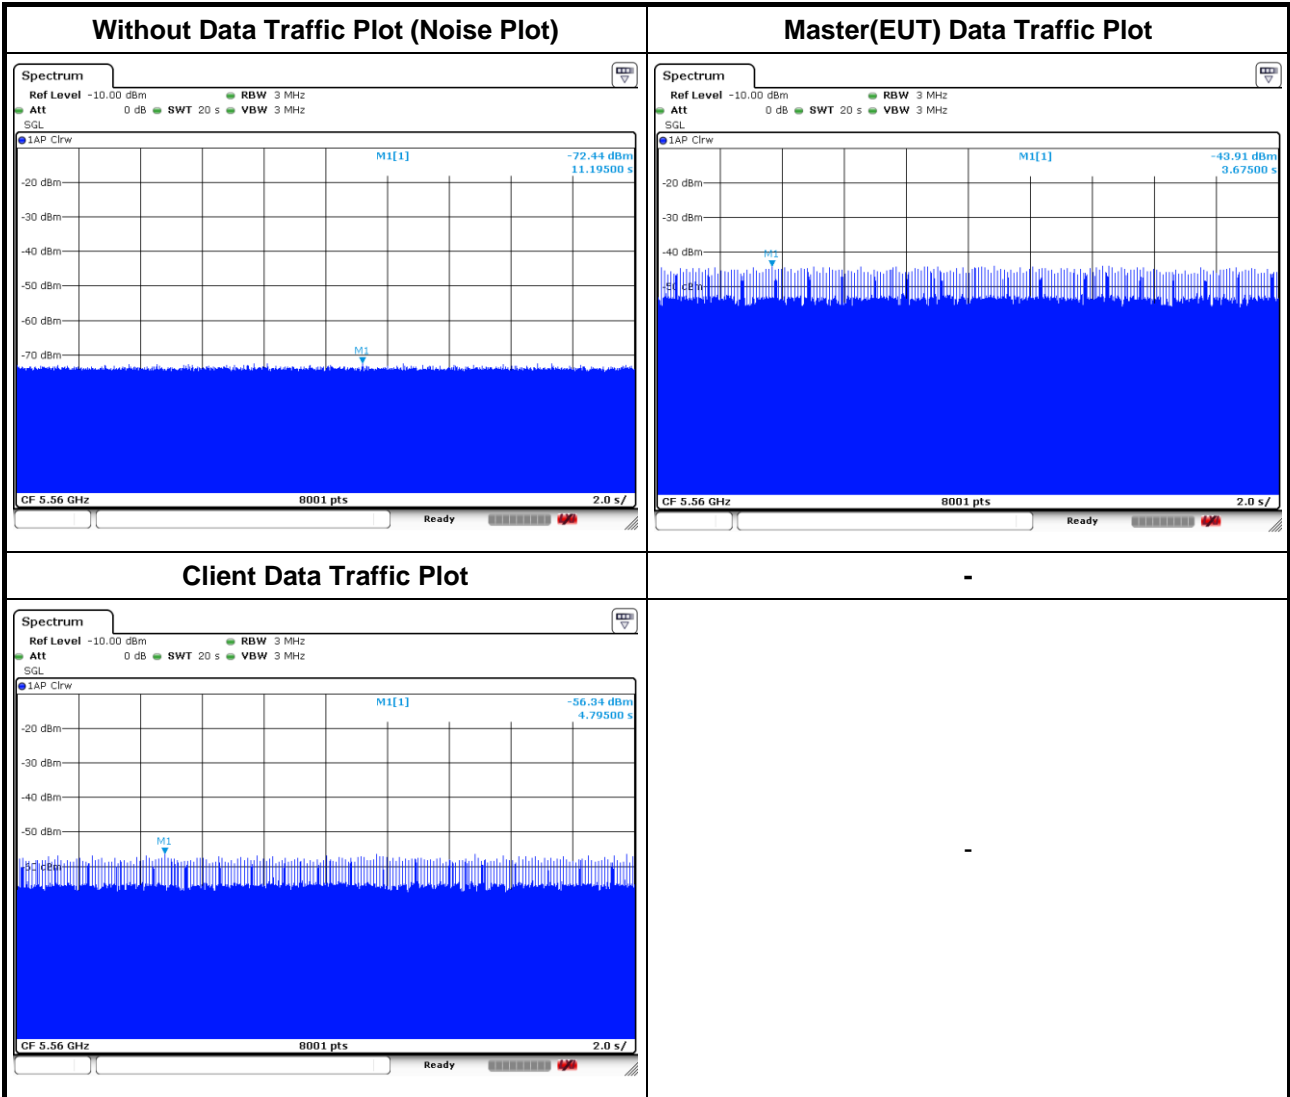 Without Data Traffic Plot (Noise Plot)
Spectrum
Ref Level -10.00 dBm RBW 3 MHz
Att 0 dB SWT 20 s VBW 3 MHz
SGL
1AP Clrw
M1[1] -72.44 dBm
11.19500 s
-20 dBm
-30 dBm
-40 dBm
-50 dBm
-60 dBm
-70 dBm
M1
CF 5.56 GHz 8001 pts 2.0 s/
Ready
Master(EUT) Data Traffic Plot
Spectrum
Ref Level -10.00 dBm RBW 3 MHz
Att 0 dB SWT 20 s VBW 3 MHz
SGL
1AP Clrw
M1[1] -43.91 dBm
3.67500 s
-20 dBm
-30 dBm
-40 dBm
M1
-50 dBm
CF 5.56 GHz 8001 pts 2.0 s/
Ready
Client Data Traffic Plot
Spectrum
Ref Level -10.00 dBm RBW 3 MHz
Att 0 dB SWT 20 s VBW 3 MHz
SGL
1AP Clrw
M1[1] -56.34 dBm
4.79500 s
-20 dBm
-30 dBm
-40 dBm
-50 dBm
M1
-60 dBm
CF 5.56 GHz 8001 pts 2.0 s/
Ready
-
-